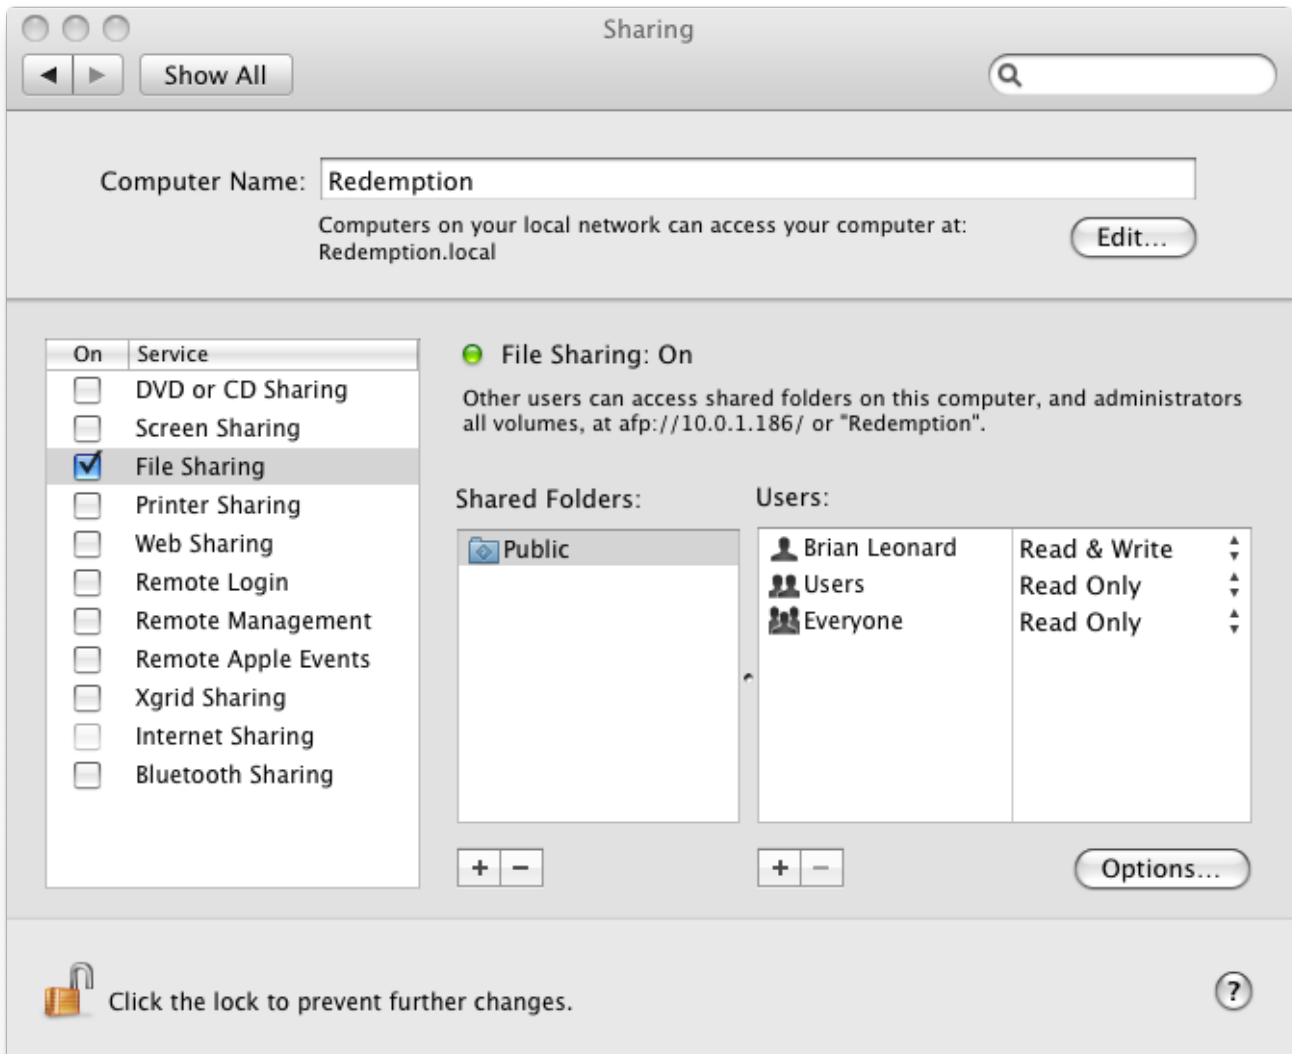 Sharing
Show All
Computer Name: Redemption
Computers on your local network can access your computer at:
Redemption.local
Edit...
On Service
DVD or CD Sharing
Screen Sharing
File Sharing
Printer Sharing
Web Sharing
Remote Login
Remote Management
Remote Apple Events
Xgrid Sharing
Internet Sharing
Bluetooth Sharing
File Sharing: On
Other users can access shared folders on this computer, and administrators
all volumes, at afp://10.0.1.186/ or "Redemption".
Shared Folders:
Public
Users:
Brian Leonard Read & Write
Users Read Only
Everyone Read Only
+ −
+ −
Options...
Click the lock to prevent further changes.
?